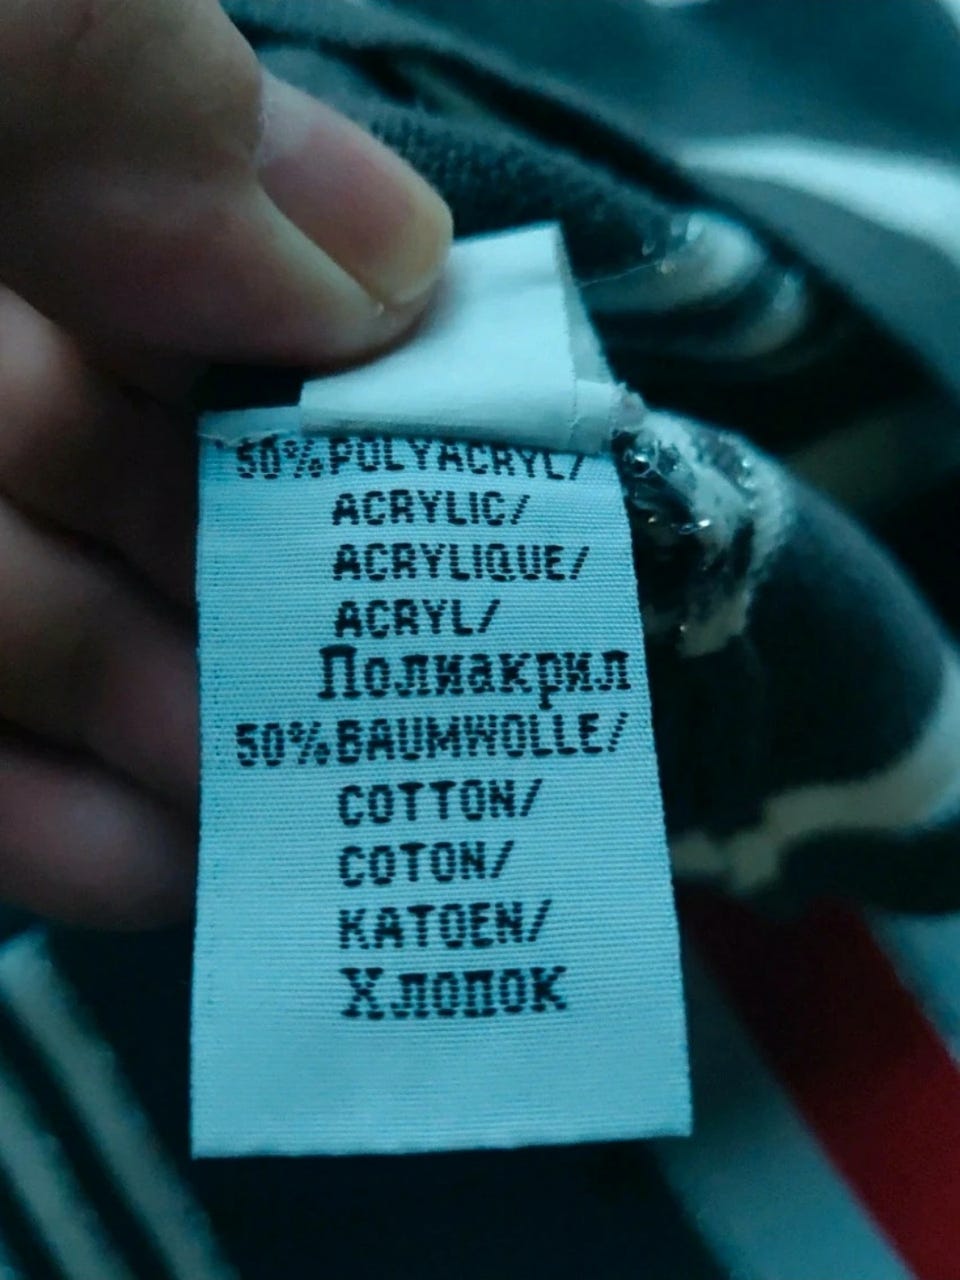 50%POLYACRYL/
ACRYLIC/
ACRYLIQUE/
ACRYL/
Полиакрил
50%BAUMWOLLE/
COTTON/
COTON/
KATOEN/
Хлопок